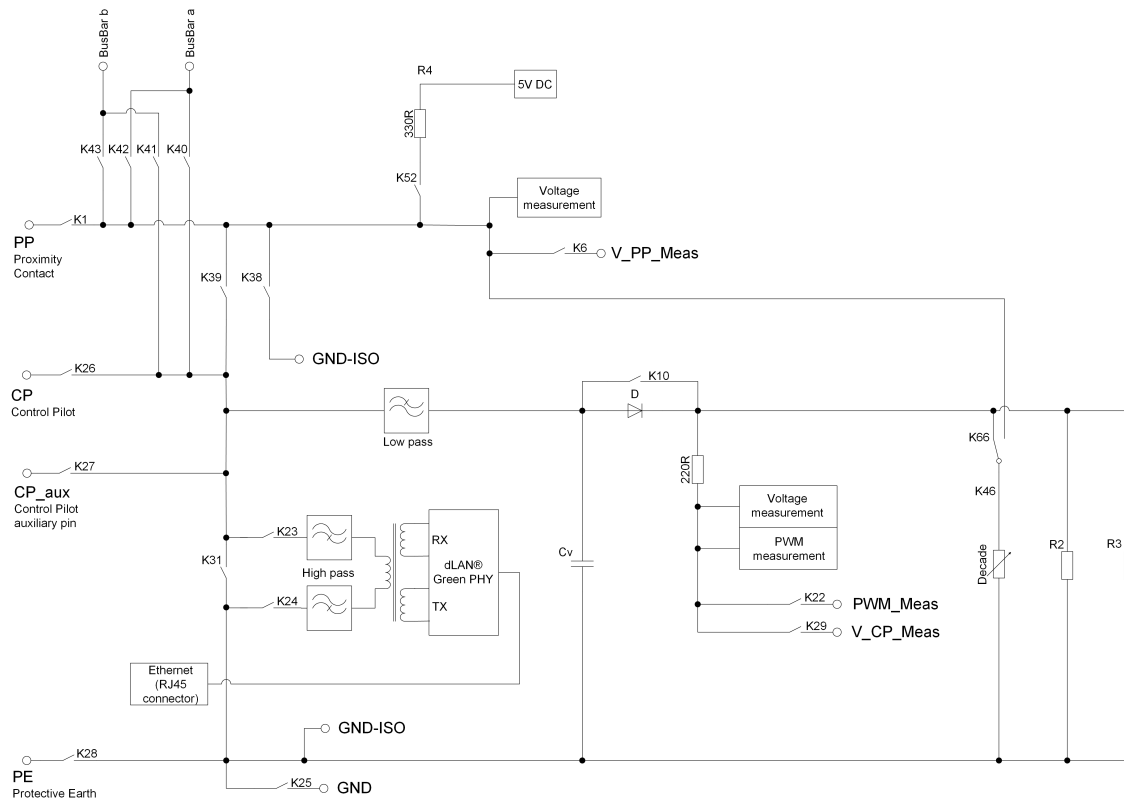 BusBar b
BusBar a
R4
5V DC
330R
K43
K42
K41
K40
K52
Voltage
measurement
K1
PP
Proximity
Contact
K6
V_PP_Meas
K39
K38
GND-ISO
K26
CP
Control Pilot
K10
D
Low pass
K66
K27
CP_aux
Control Pilot
auxiliary pin
220R
K46
Voltage
measurement
PWM
measurement
K23
RX
High pass
dLAN®
Green PHY
TX
K31
K24
Cv
Decade
R2
R3
K22
PWM_Meas
K29
V_CP_Meas
Ethernet
(RJ45
connector)
GND-ISO
K28
PE
Protective Earth
K25
GND